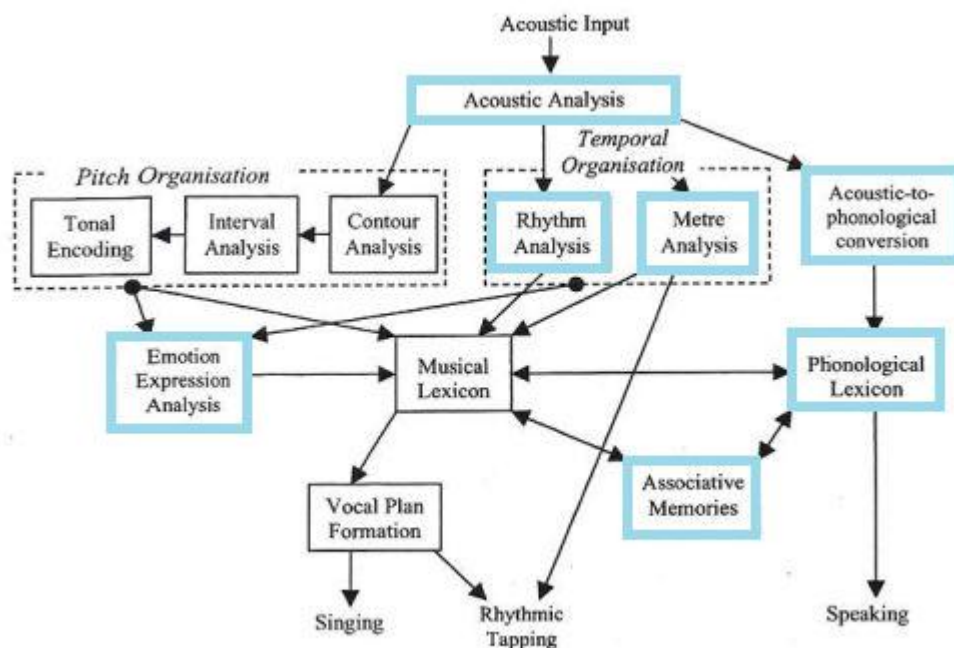 Acoustic Input
Acoustic Analysis
Temporal
Organisation
Pitch Organisation
Tonal
Encoding
Interval
Analysis
Contour
Analysis
Rhythm
Analysis
Metre
Analysis
Acoustic-to-
phonological
conversion
Emotion
Expression
Analysis
Musical
Lexicon
Phonological
Lexicon
Associative
Memories
Vocal Plan
Formation
Singing
Rhythmic
Tapping
Speaking